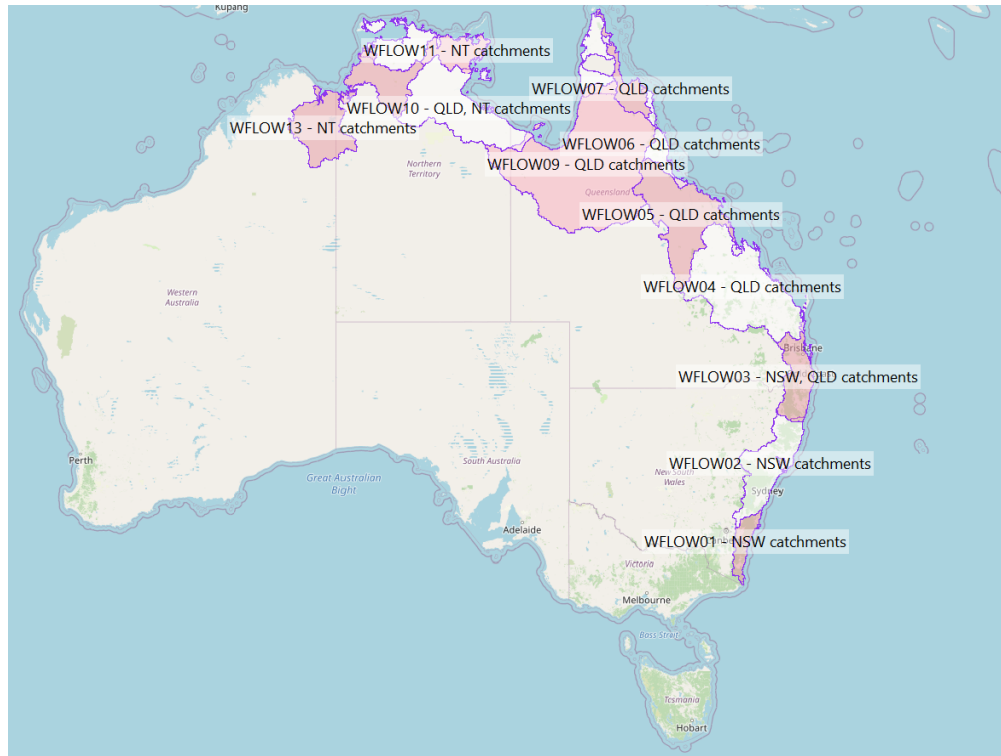 Kupang
WFLOW11 - NT catchments
WFLOW07 - QLD catchments
WFLOW10 - QLD, NT catchments
WFLOW13 - NT catchments
WFLOW06 - QLD catchments
Northern
Territory
WFLOW09 - QLD catchments
Queensland
WFLOW05 - QLD catchments
WFLOW04 - QLD catchments
Western
Australia
Brisbane
WFLOW03 - NSW, QLD catchments
Perth
South Australia
WFLOW02 - NSW catchments
New South
Wales
Great Australian
Bight
Sydney
Adelaide
WFLOW01 - NSW catchments
Victoria
Melbourne
Bass Strait
Tasmania
Hobart